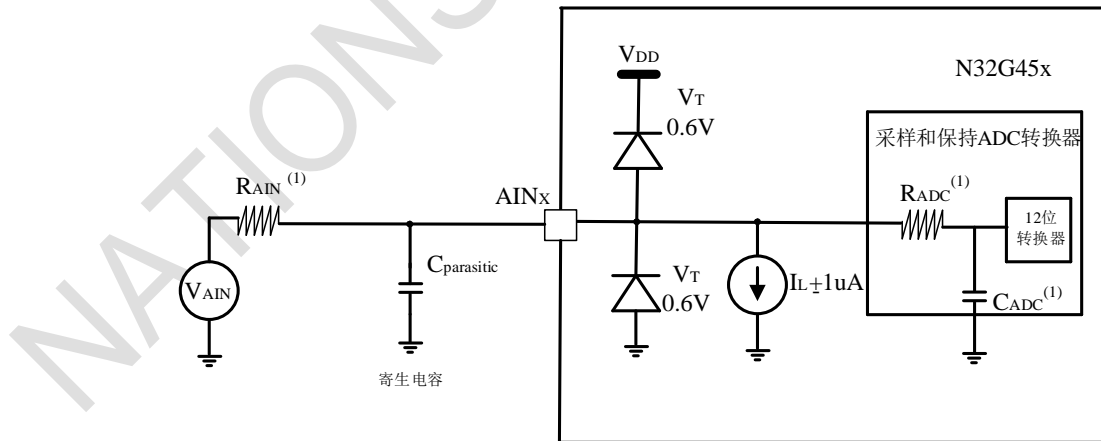 NATIONS
VDD
N32G45x
VT
0.6V
采样和保持ADC转换器
RAIN(1)
AINX
RADC(1)
12位
转换器
Cparasitic
VT
0.6V
IL±1uA
VAIN
CADC(1)
寄生电容